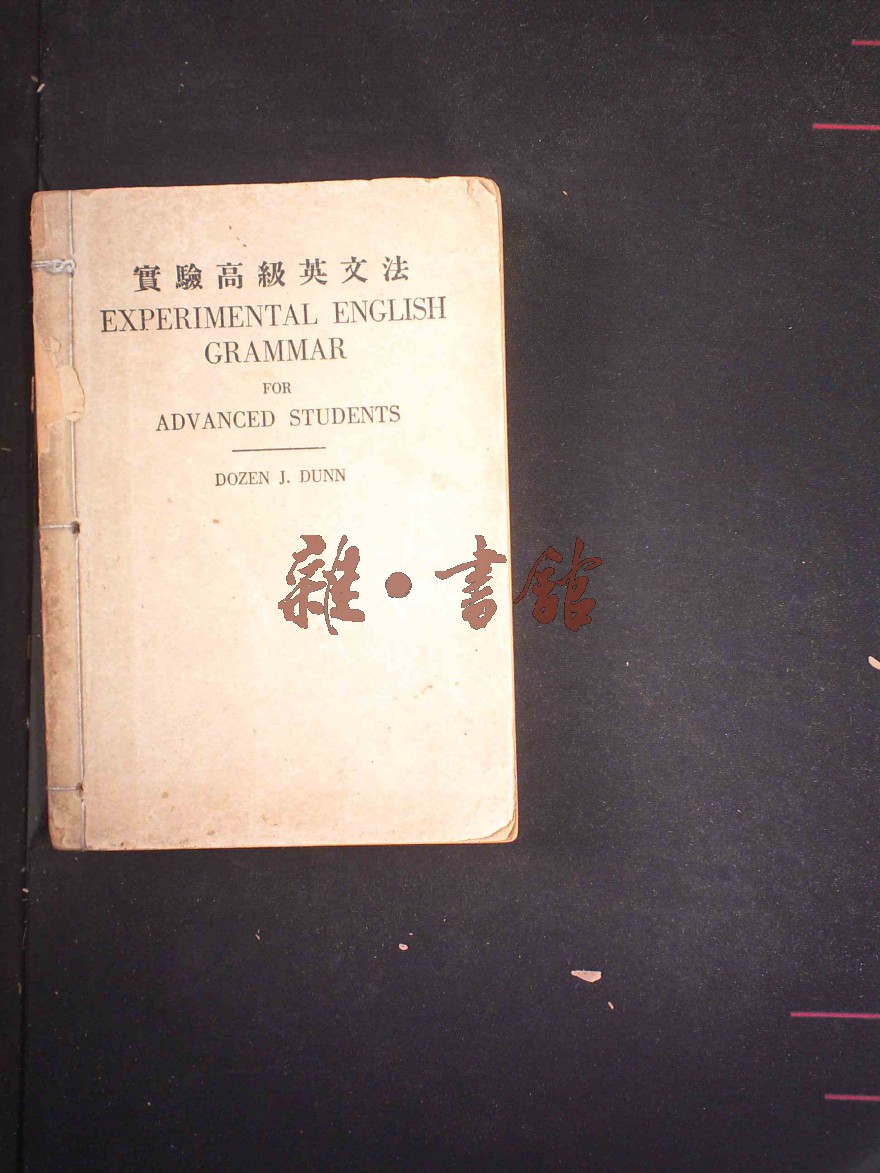 實驗高級英文法
EXPERIMENTAL ENGLISH
GRAMMAR
FOR
ADVANCED STUDENTS
DOZEN J. DUNN
雜·書館